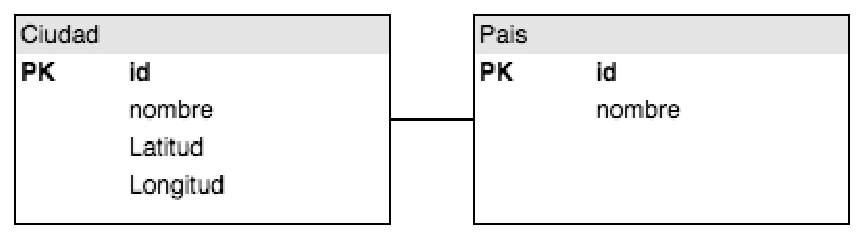 Ciudad
PK id
nombre
Latitud
Longitud
Pais
PK id
nombre